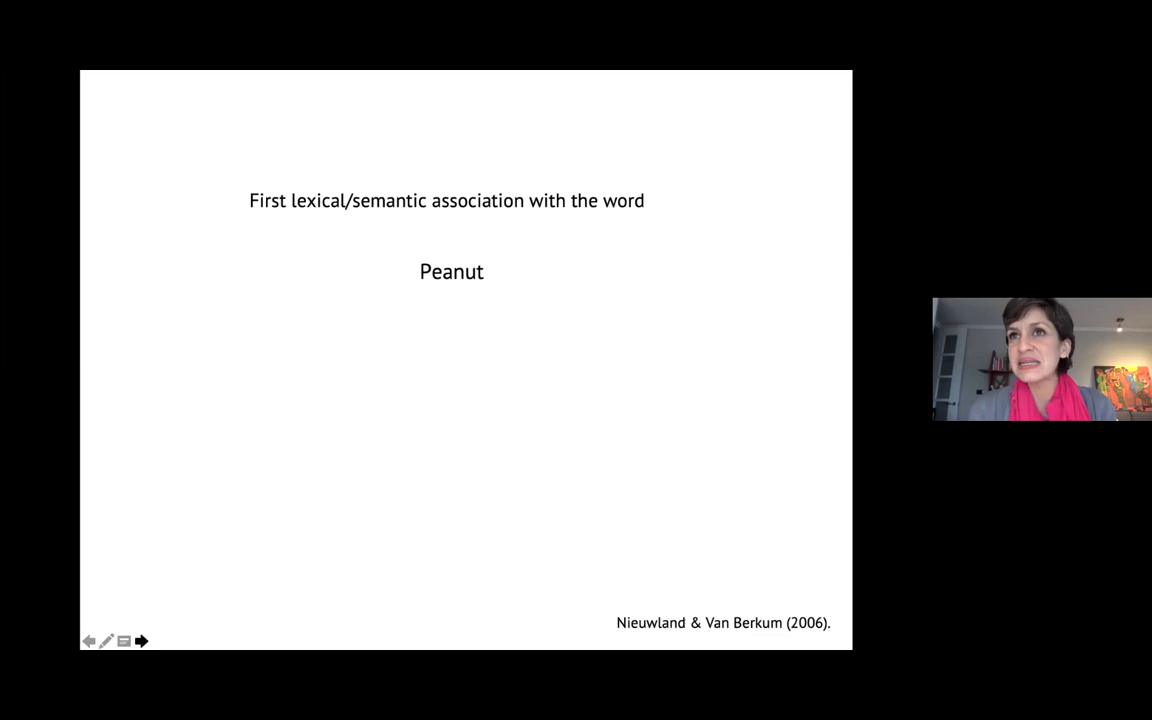 First lexical/semantic association with the word
Peanut
Nieuwland & Van Berkum (2006).